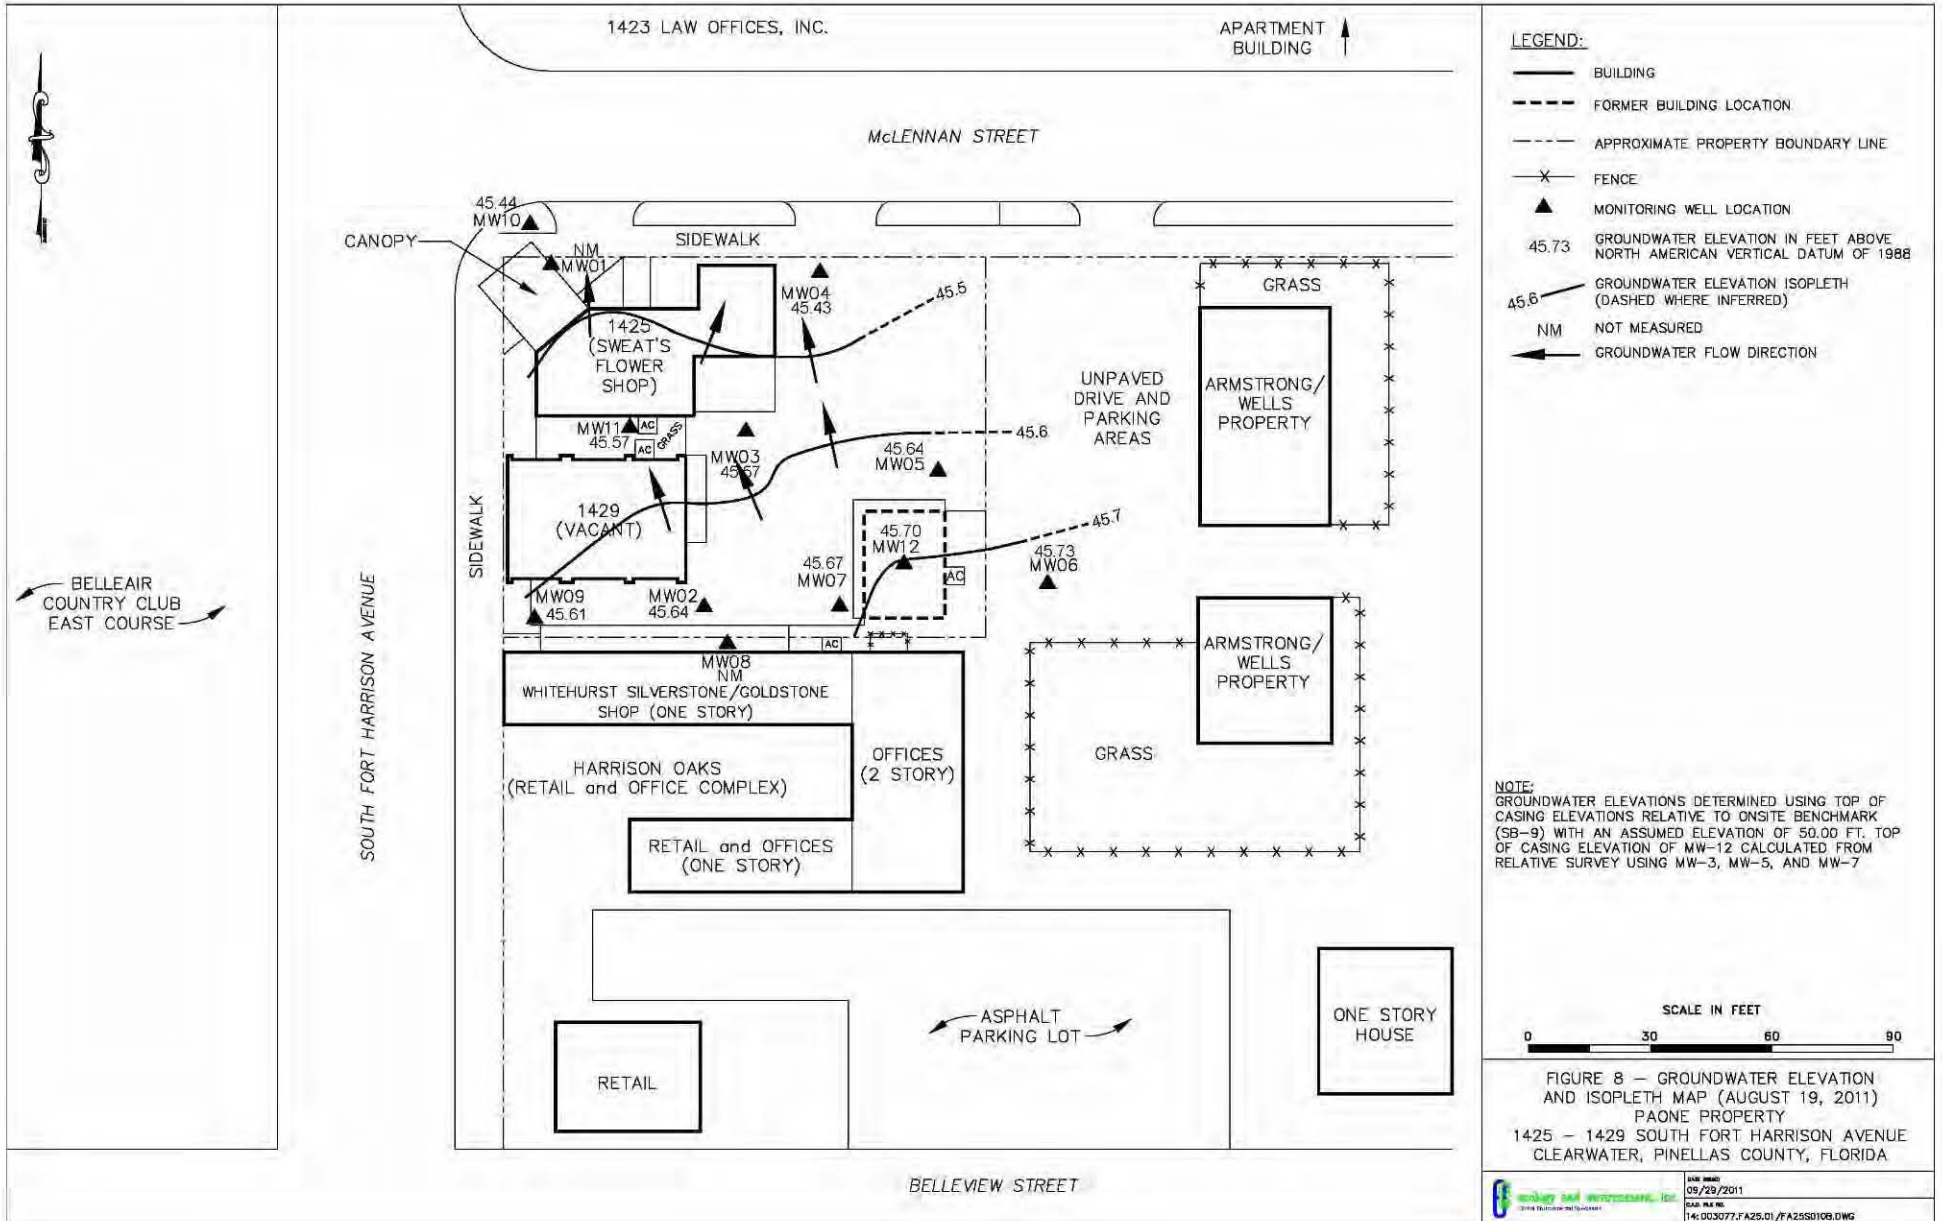 1423 LAW OFFICES, INC.
APARTMENT
BUILDING
McLENNAN STREET
45.44
MW10
CANOPY
NM
MW01
SIDEWALK
MW04
45.43
45.5
1425
(SWEAT'S
FLOWER
SHOP)
MW11
45.57
AC
AC
GRASS
MW03
45.57
45.6
45.64
MW05
UNPAVED
DRIVE AND
PARKING
AREAS
GRASS
ARMSTRONG/
WELLS
PROPERTY
SIDEWALK
1429
(VACANT)
45.70
MW12
45.7
45.67
MW07
AC
45.73
MW06
MW09
45.61
MW02
45.64
AC
MW08
NM
BELLEAIR
COUNTRY CLUB
EAST COURSE
SOUTH FORT HARRISON AVENUE
WHITEHURST SILVERSTONE/GOLDSTONE
SHOP (ONE STORY)
HARRISON OAKS
(RETAIL and OFFICE COMPLEX)
OFFICES
(2 STORY)
RETAIL and OFFICES
(ONE STORY)
ARMSTRONG/
WELLS
PROPERTY
GRASS
ASPHALT
PARKING LOT
ONE STORY
HOUSE
RETAIL
BELLEVIEW STREET
LEGEND:
BUILDING
FORMER BUILDING LOCATION
APPROXIMATE PROPERTY BOUNDARY LINE
FENCE
MONITORING WELL LOCATION
45.73 GROUNDWATER ELEVATION IN FEET ABOVE
NORTH AMERICAN VERTICAL DATUM OF 1988
45.6 GROUNDWATER ELEVATION ISOPLETH
(DASHED WHERE INFERRED)
NM NOT MEASURED
GROUNDWATER FLOW DIRECTION
NOTE:
GROUNDWATER ELEVATIONS DETERMINED USING TOP OF
CASING ELEVATIONS RELATIVE TO ONSITE BENCHMARK
(SB-9) WITH AN ASSUMED ELEVATION OF 50.00 FT. TOP
OF CASING ELEVATION OF MW-12 CALCULATED FROM
RELATIVE SURVEY USING MW-3, MW-5, AND MW-7
SCALE IN FEET
0 30 60 90
FIGURE 8 - GROUNDWATER ELEVATION
AND ISOPLETH MAP (AUGUST 19, 2011)
PAONE PROPERTY
1425 - 1429 SOUTH FORT HARRISON AVENUE
CLEARWATER, PINELLAS COUNTY, FLORIDA
ecology and environment, inc.
09/29/2011
14:003077.FA25.01/FA25S010B.DWG